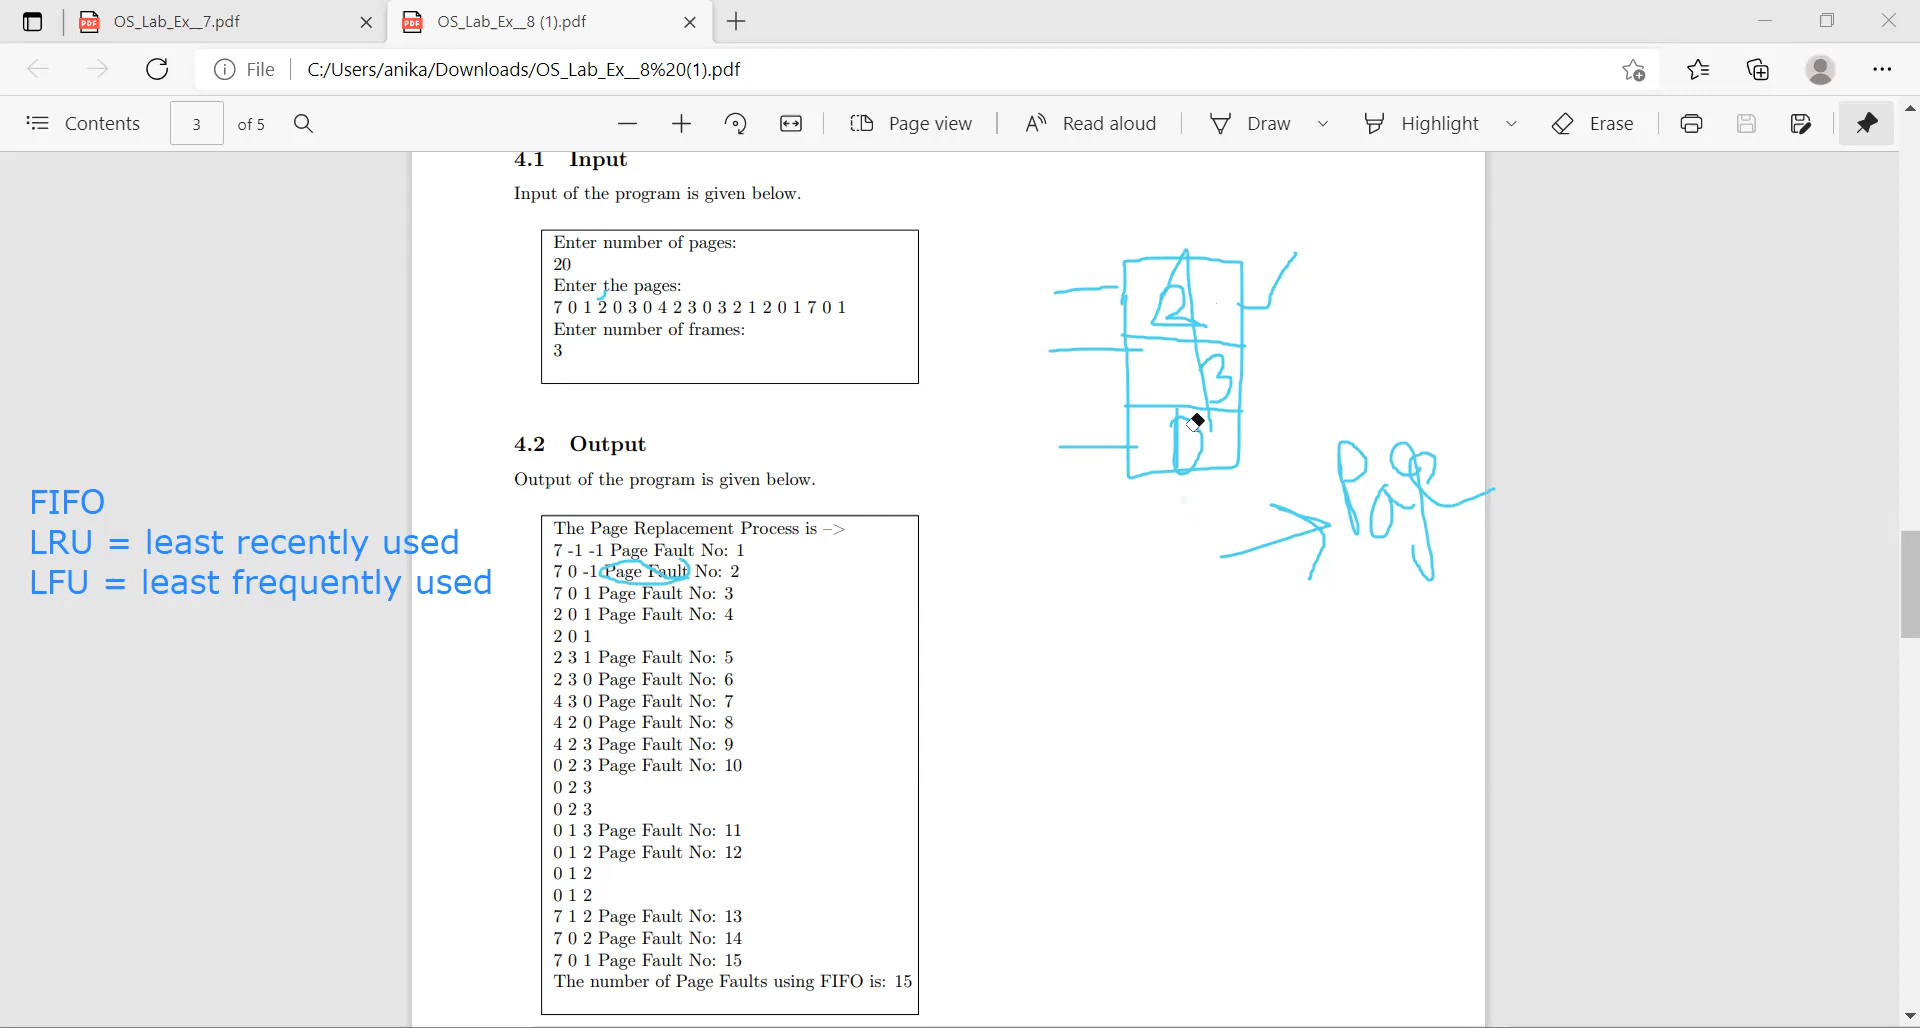 OS_Lab_Ex__7.pdf
OS_Lab_Ex__8 (1).pdf
File
C:/Users/anika/Downloads/OS_Lab_Ex__8%20(1).pdf
Contents
3
of 5
Page view
Read aloud
Draw
Highlight
Erase
4.1 Input
Input of the program is given below.
Enter number of pages:
20
Enter the pages:
7 0 1 2 0 3 0 4 2 3 0 3 2 1 2 0 1 7 0 1
Enter number of frames:
3
2
3
0
Page
4.2 Output
Output of the program is given below.
FIFO
LRU = least recently used
LFU = least frequently used
The Page Replacement Process is –>
7 -1 -1 Page Fault No: 1
7 0 -1 Page Fault No: 2
7 0 1 Page Fault No: 3
2 0 1 Page Fault No: 4
2 0 1
2 3 1 Page Fault No: 5
2 3 0 Page Fault No: 6
4 3 0 Page Fault No: 7
4 2 0 Page Fault No: 8
4 2 3 Page Fault No: 9
0 2 3 Page Fault No: 10
0 2 3
0 2 3
0 1 3 Page Fault No: 11
0 1 2 Page Fault No: 12
0 1 2
0 1 2
7 1 2 Page Fault No: 13
7 0 2 Page Fault No: 14
7 0 1 Page Fault No: 15
The number of Page Faults using FIFO is: 15